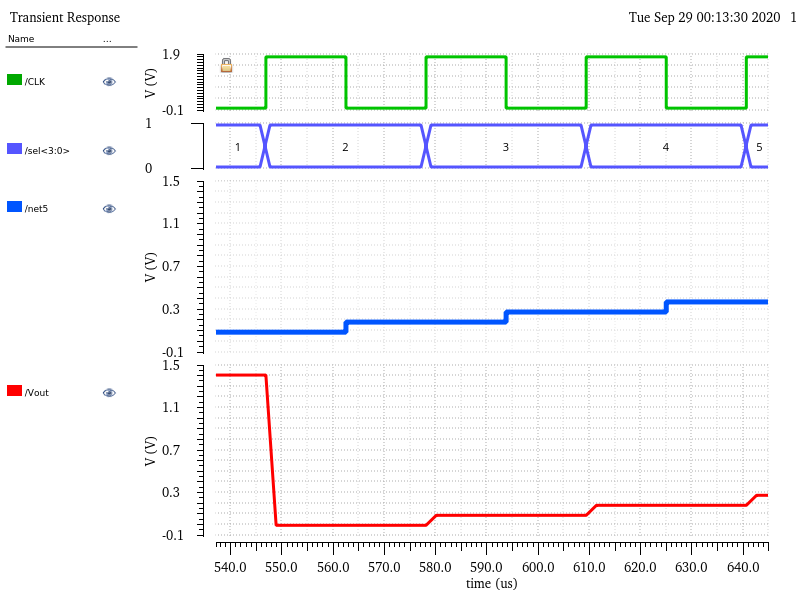 Transient Response
Tue Sep 29 00:13:30 2020 1
Name ...
/CLK
V (V)
1.9
-0.1
/sel<3:0>
1
0
1 2 3 4 5
/net5
V (V)
1.5
1.1
0.7
0.3
-0.1
/Vout
V (V)
1.5
1.1
0.7
0.3
-0.1
540.0 550.0 560.0 570.0 580.0 590.0 600.0 610.0 620.0 630.0 640.0
time (us)